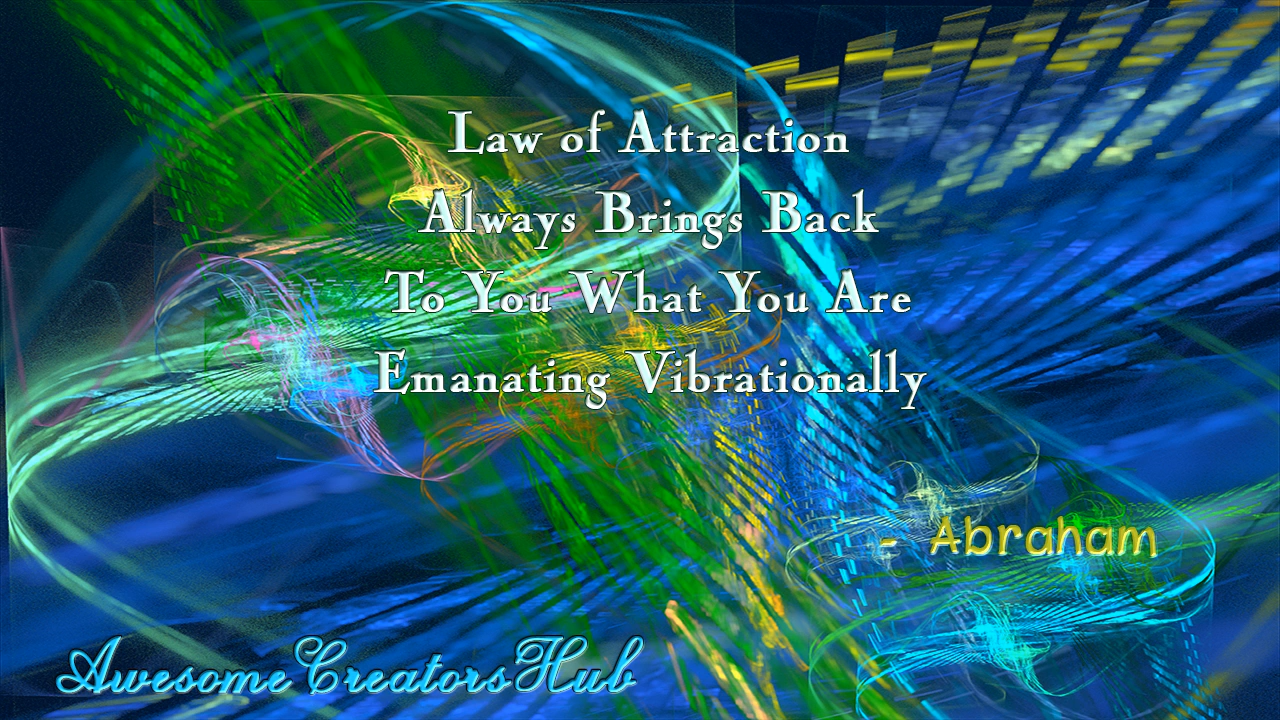 Law of Attraction
Always Brings Back
To You What You Are
Emanating Vibrationally
- Abraham
AwesomeCreatorsHub